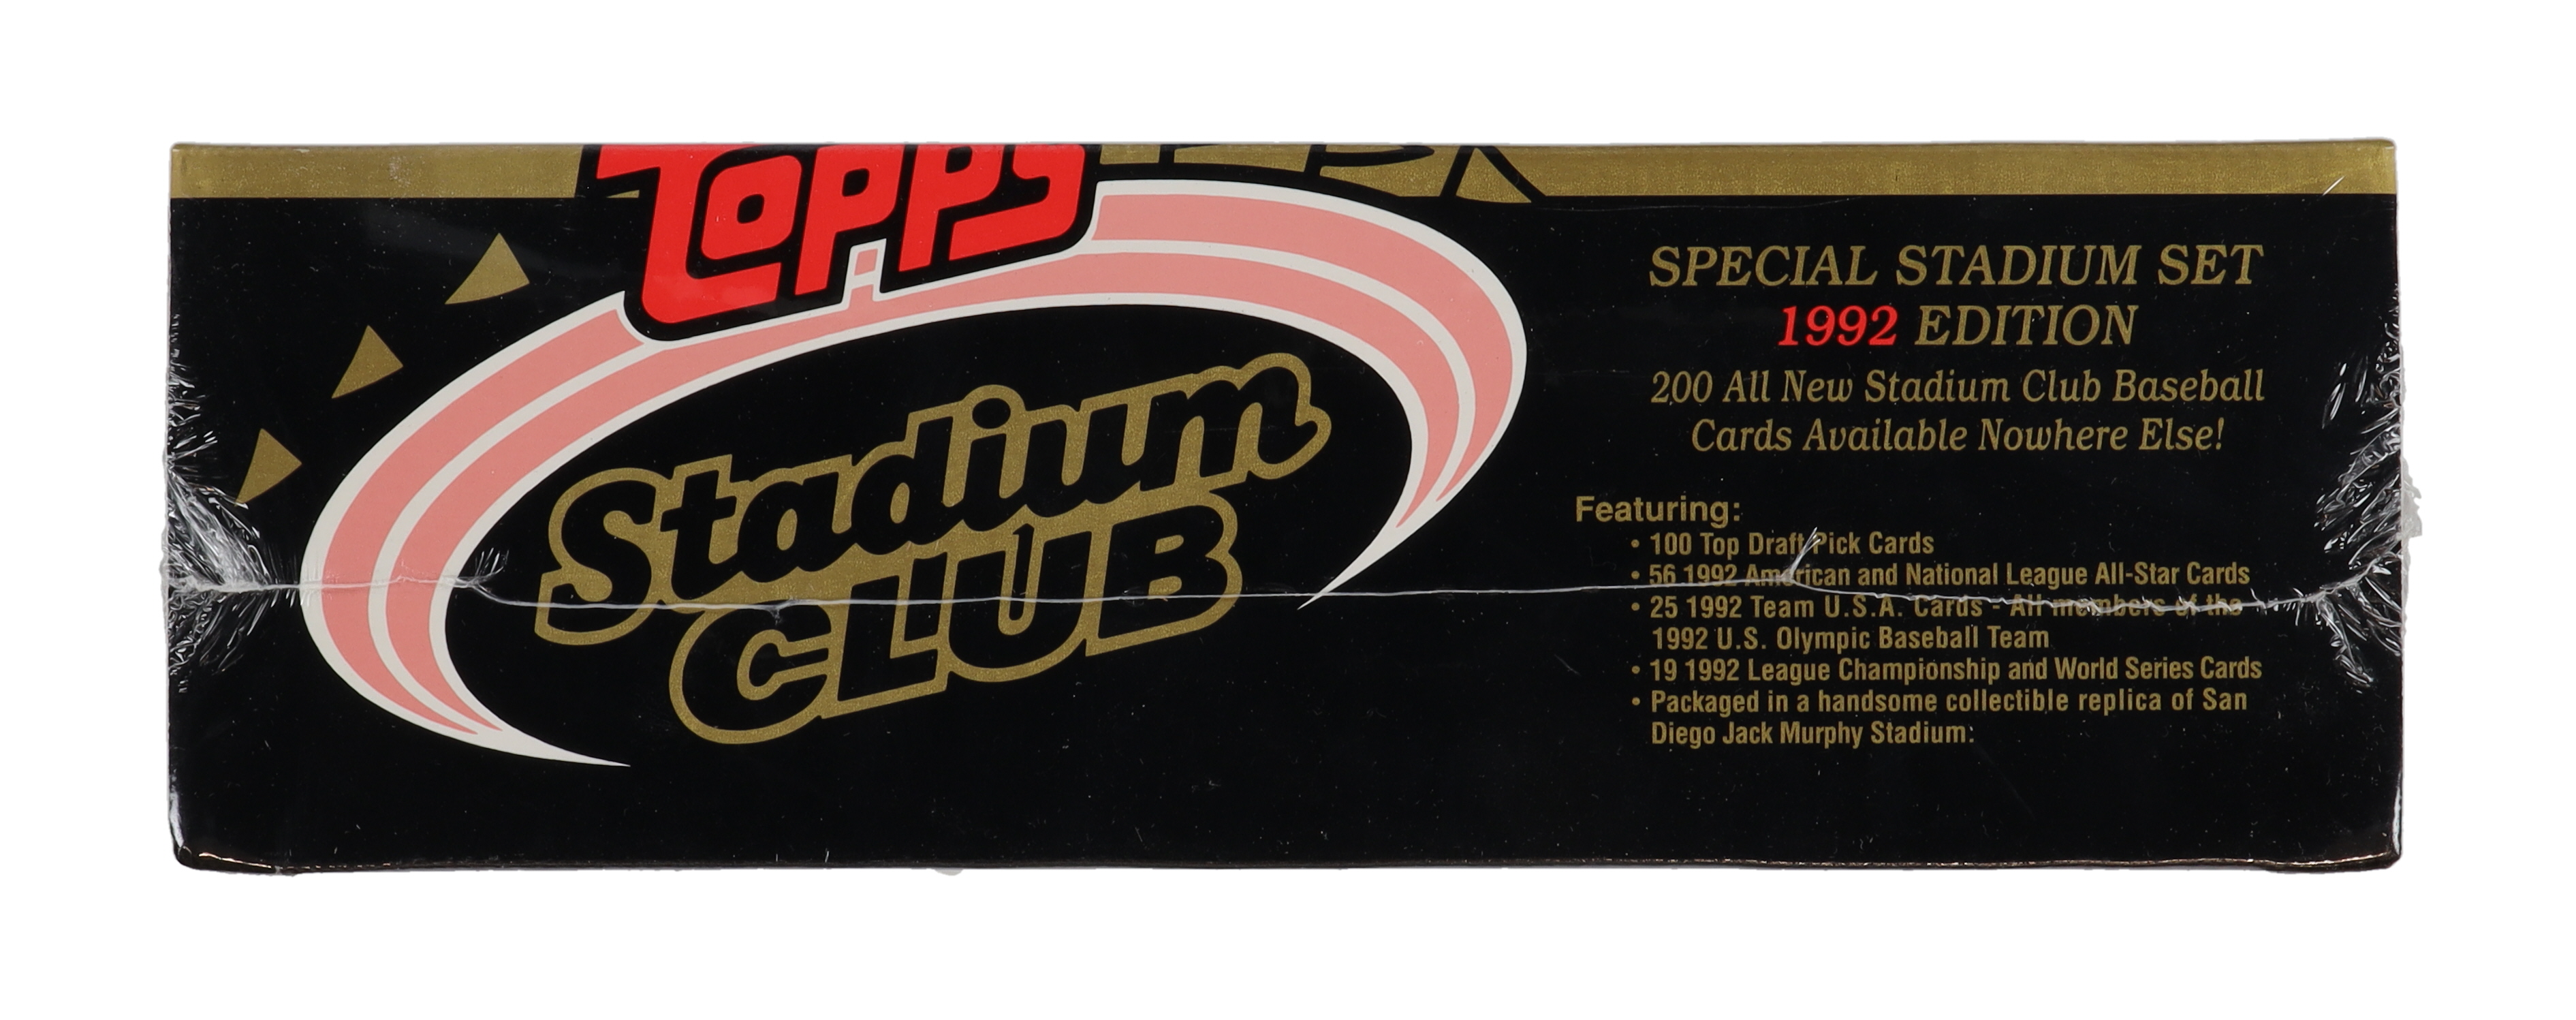 Topps
Stadium
CLUB
SPECIAL STADIUM SET
1992 EDITION
200 All New Stadium Club Baseball
Cards Available Nowhere Else!
Featuring:
• 100 Top Draft Pick Cards
• 56 1992 American and National League All-Star Cards
• 25 1992 Team U.S.A. Cards - All members of the
1992 U.S. Olympic Baseball Team
• 19 1992 League Championship and World Series Cards
• Packaged in a handsome collectible replica of San
Diego Jack Murphy Stadium: